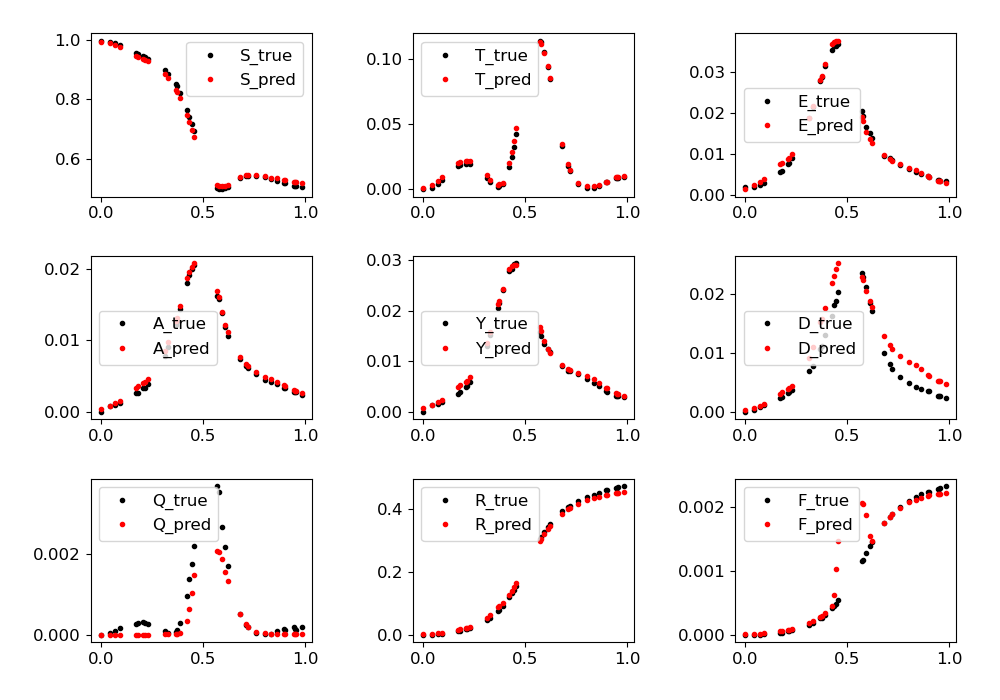 1.0
0.8
0.6
S_true
S_pred
0.0 0.5 1.0
0.10
0.05
0.00
T_true
T_pred
0.0 0.5 1.0
0.03
0.02
0.01
0.00
E_true
E_pred
0.0 0.5 1.0
0.02
0.01
0.00
A_true
A_pred
0.0 0.5 1.0
0.03
0.02
0.01
0.00
Y_true
Y_pred
0.0 0.5 1.0
0.02
0.01
0.00
D_true
D_pred
0.0 0.5 1.0
0.002
0.000
Q_true
Q_pred
0.0 0.5 1.0
0.4
0.2
0.0
R_true
R_pred
0.0 0.5 1.0
0.002
0.001
0.000
F_true
F_pred
0.0 0.5 1.0